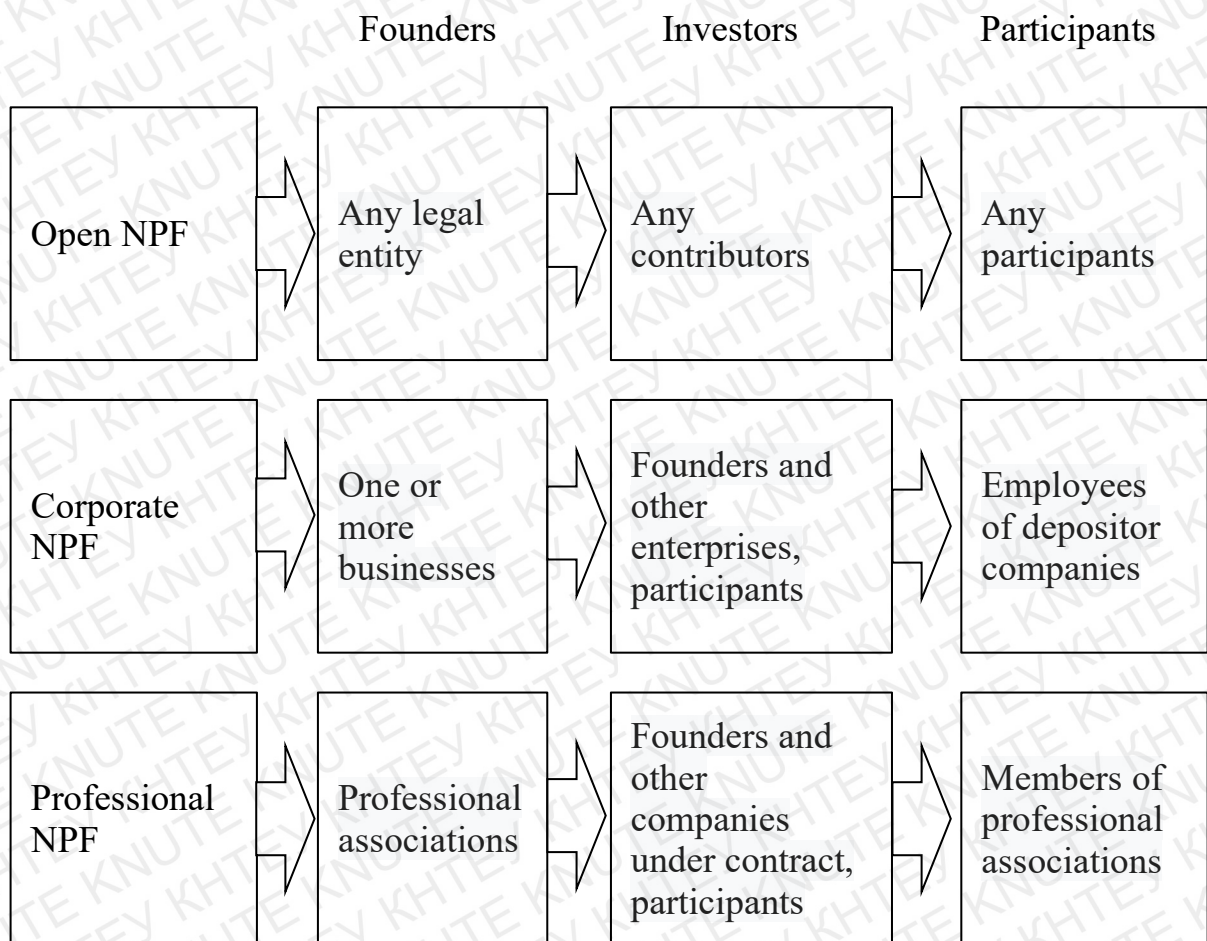 Founders Investors Participants
Open NPF
Any legal
entity
Any
contributors
Any
participants
Corporate
NPF
One or
more
businesses
Founders and
other
enterprises,
participants
Employees
of depositor
companies
Professional
NPF
Professional
associations
Founders and
other
companies
under contract,
participants
Members of
professional
associations